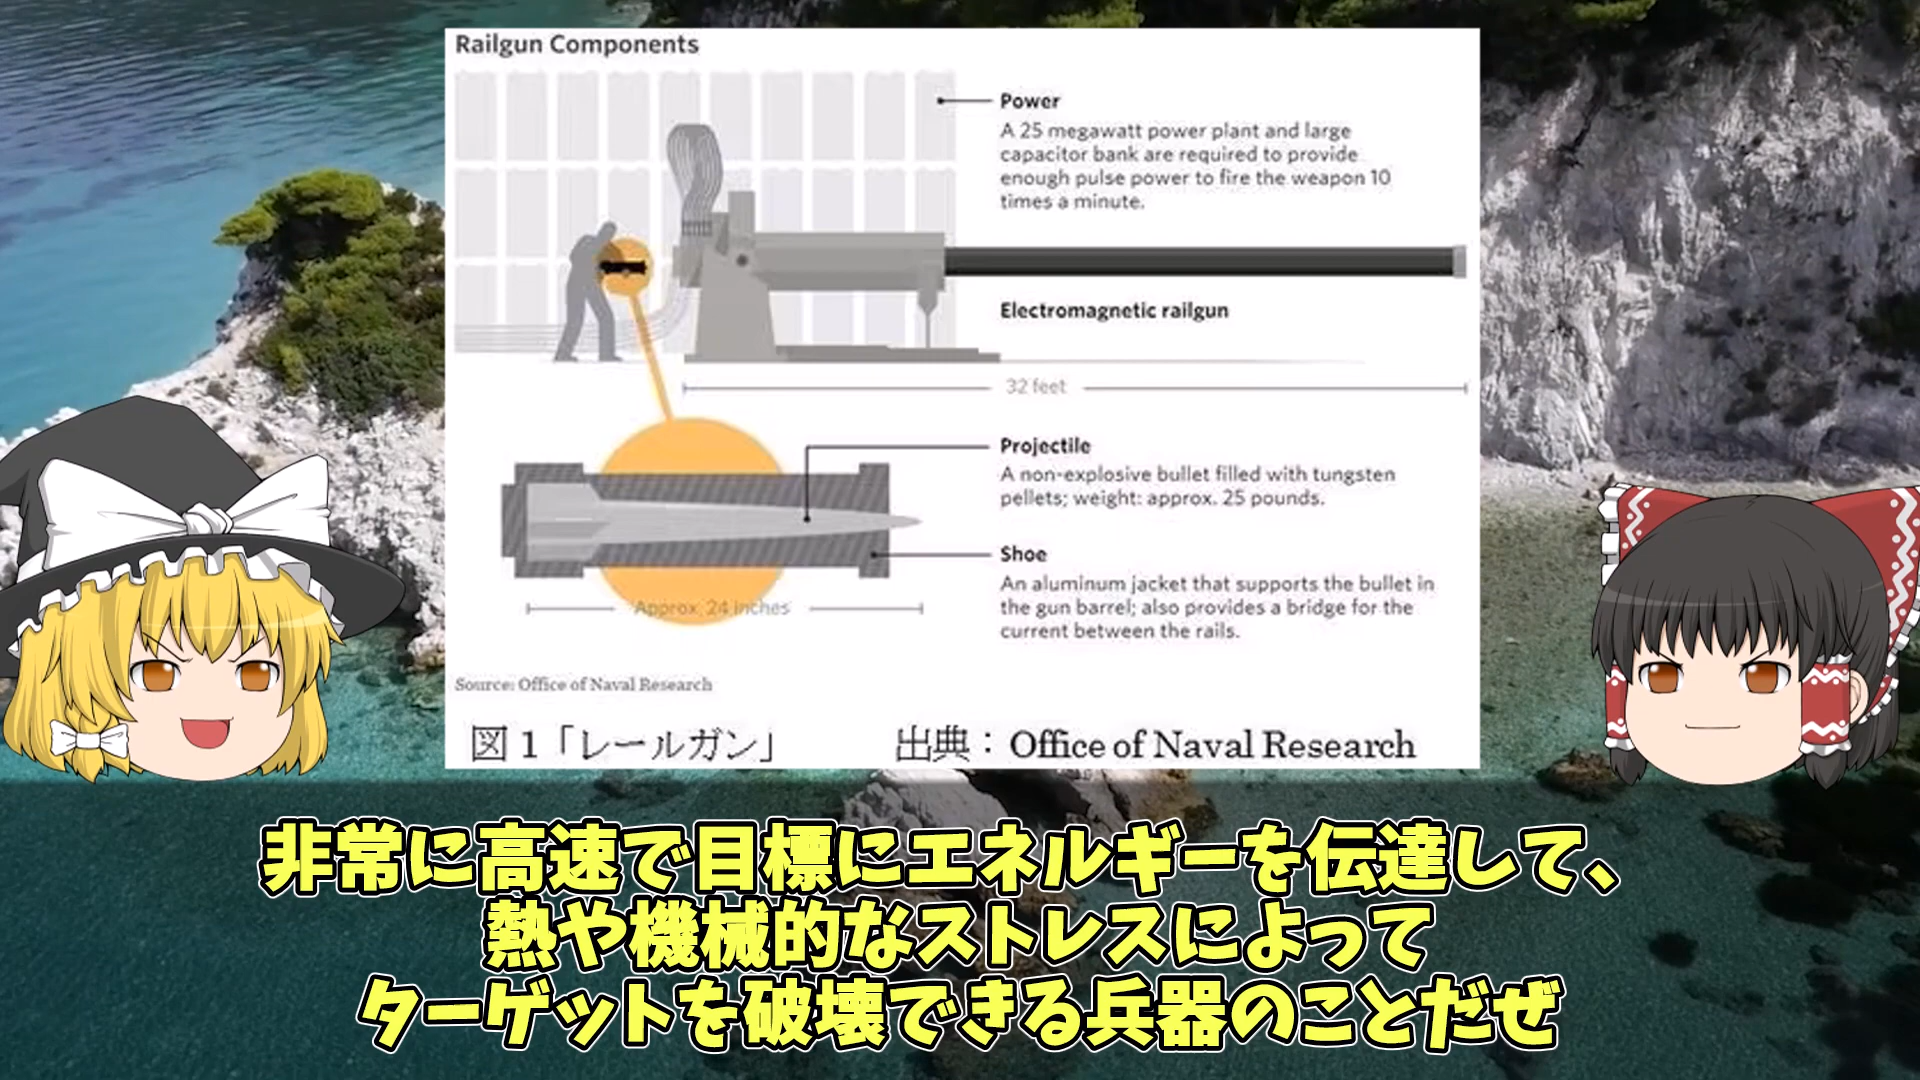 Railgun Components
Power
A 25 megawatt power plant and large
capacitor bank are required to provide
enough pulse power to fire the weapon 10
times a minute.
Electromagnetic railgun
32 feet
Projectile
A non-explosive bullet filled with tungsten
pellets; weight: approx. 25 pounds.
Shoe
An aluminum jacket that supports the bullet in
the gun barrel; also provides a bridge for the
current between the rails.
Approx. 24 inches
Source: Office of Naval Research
図1「レールガン」 出典：Office of Naval Research
非常に高速で目標にエネルギーを伝達して、
熱や機械的なストレスによって
ターゲットを破壊できる兵器のことだぜ